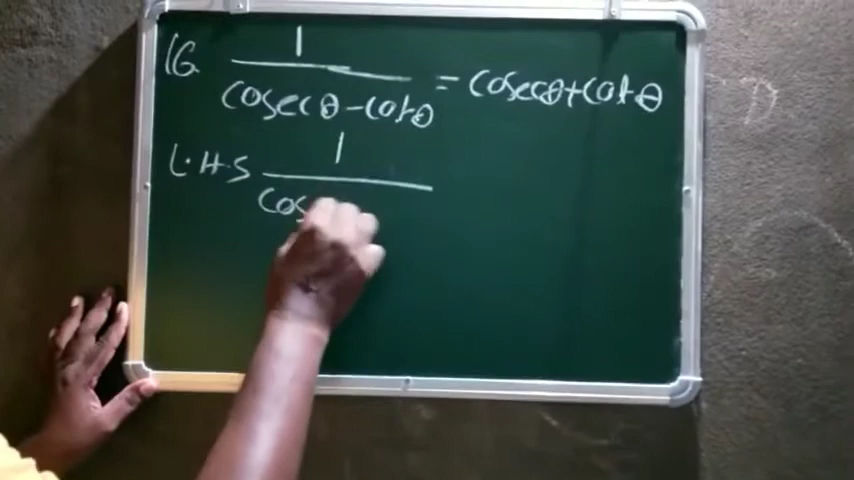 16. 1
cosecθ - cotθ = cosecθ + cotθ
L.H.S 1
cos